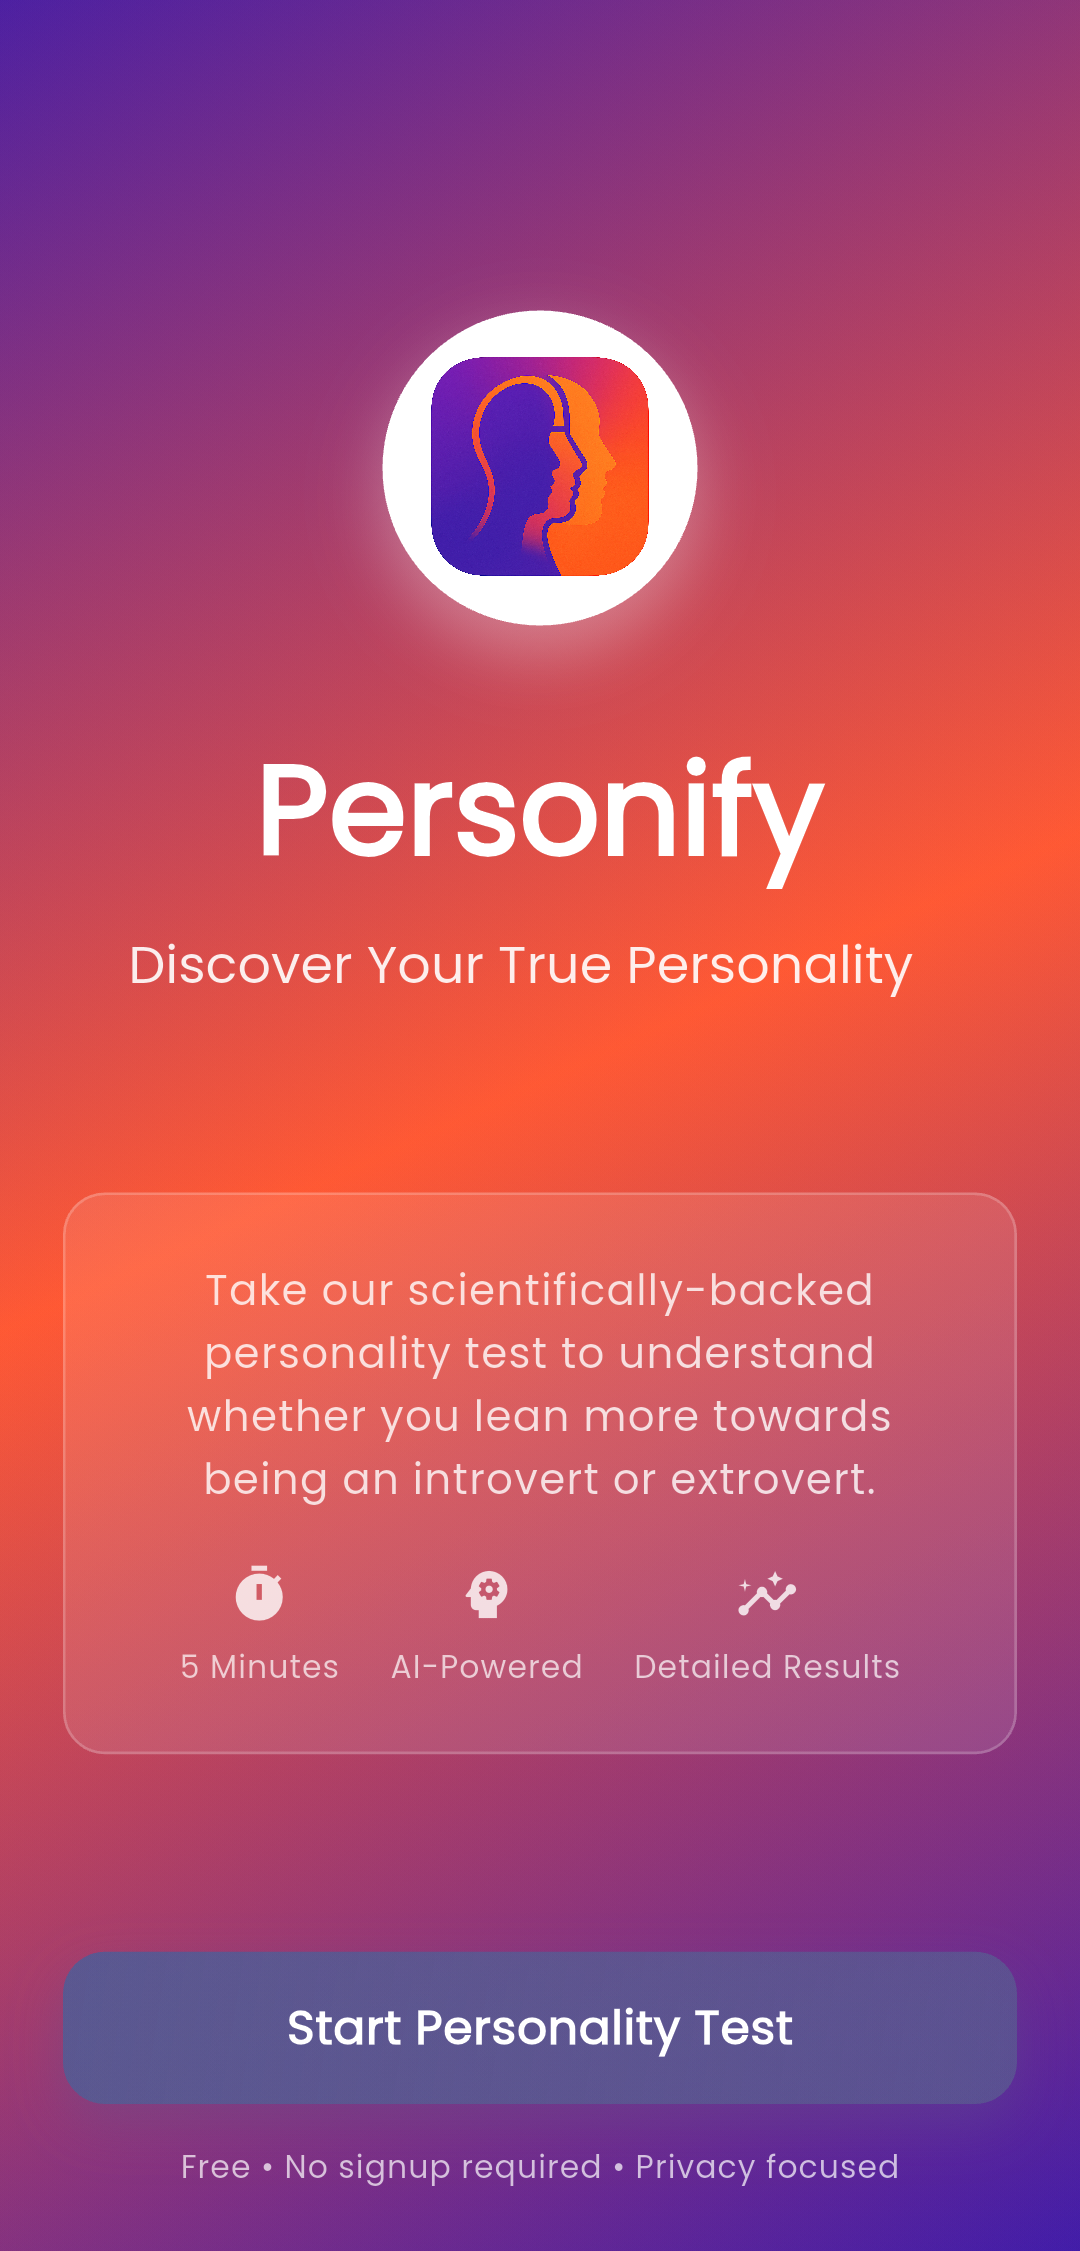 Personify
Discover Your True Personality
Take our scientifically-backed
personality test to understand
whether you lean more towards
being an introvert or extrovert.
5 Minutes
AI-Powered
Detailed Results
Start Personality Test
Free • No signup required • Privacy focused